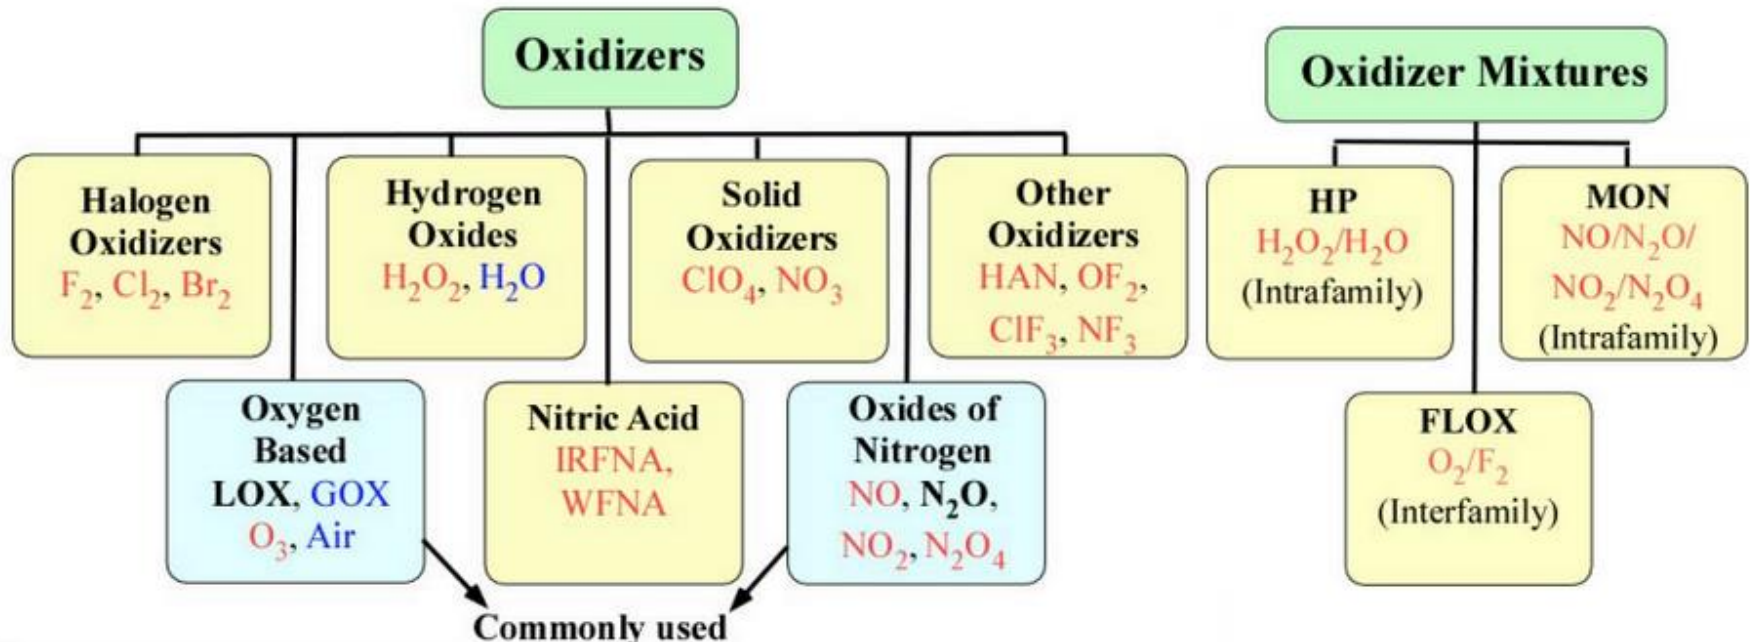 Oxidizers
Halogen
Oxidizers
F₂, Cl₂, Br₂
Hydrogen
Oxides
H₂O₂, H₂O
Solid
Oxidizers
ClO₄, NO₃
Other
Oxidizers
HAN, OF₂,
ClF₃, NF₃
Oxygen
Based
LOX, GOX
O₃, Air
Nitric Acid
IRFNA,
WFNA
Oxides of
Nitrogen
NO, N₂O,
NO₂, N₂O₄
Commonly used
Oxidizer Mixtures
HP
H₂O₂/H₂O
(Intrafamily)
MON
NO/N₂O/
NO₂/N₂O₄
(Intrafamily)
FLOX
O₂/F₂
(Interfamily)